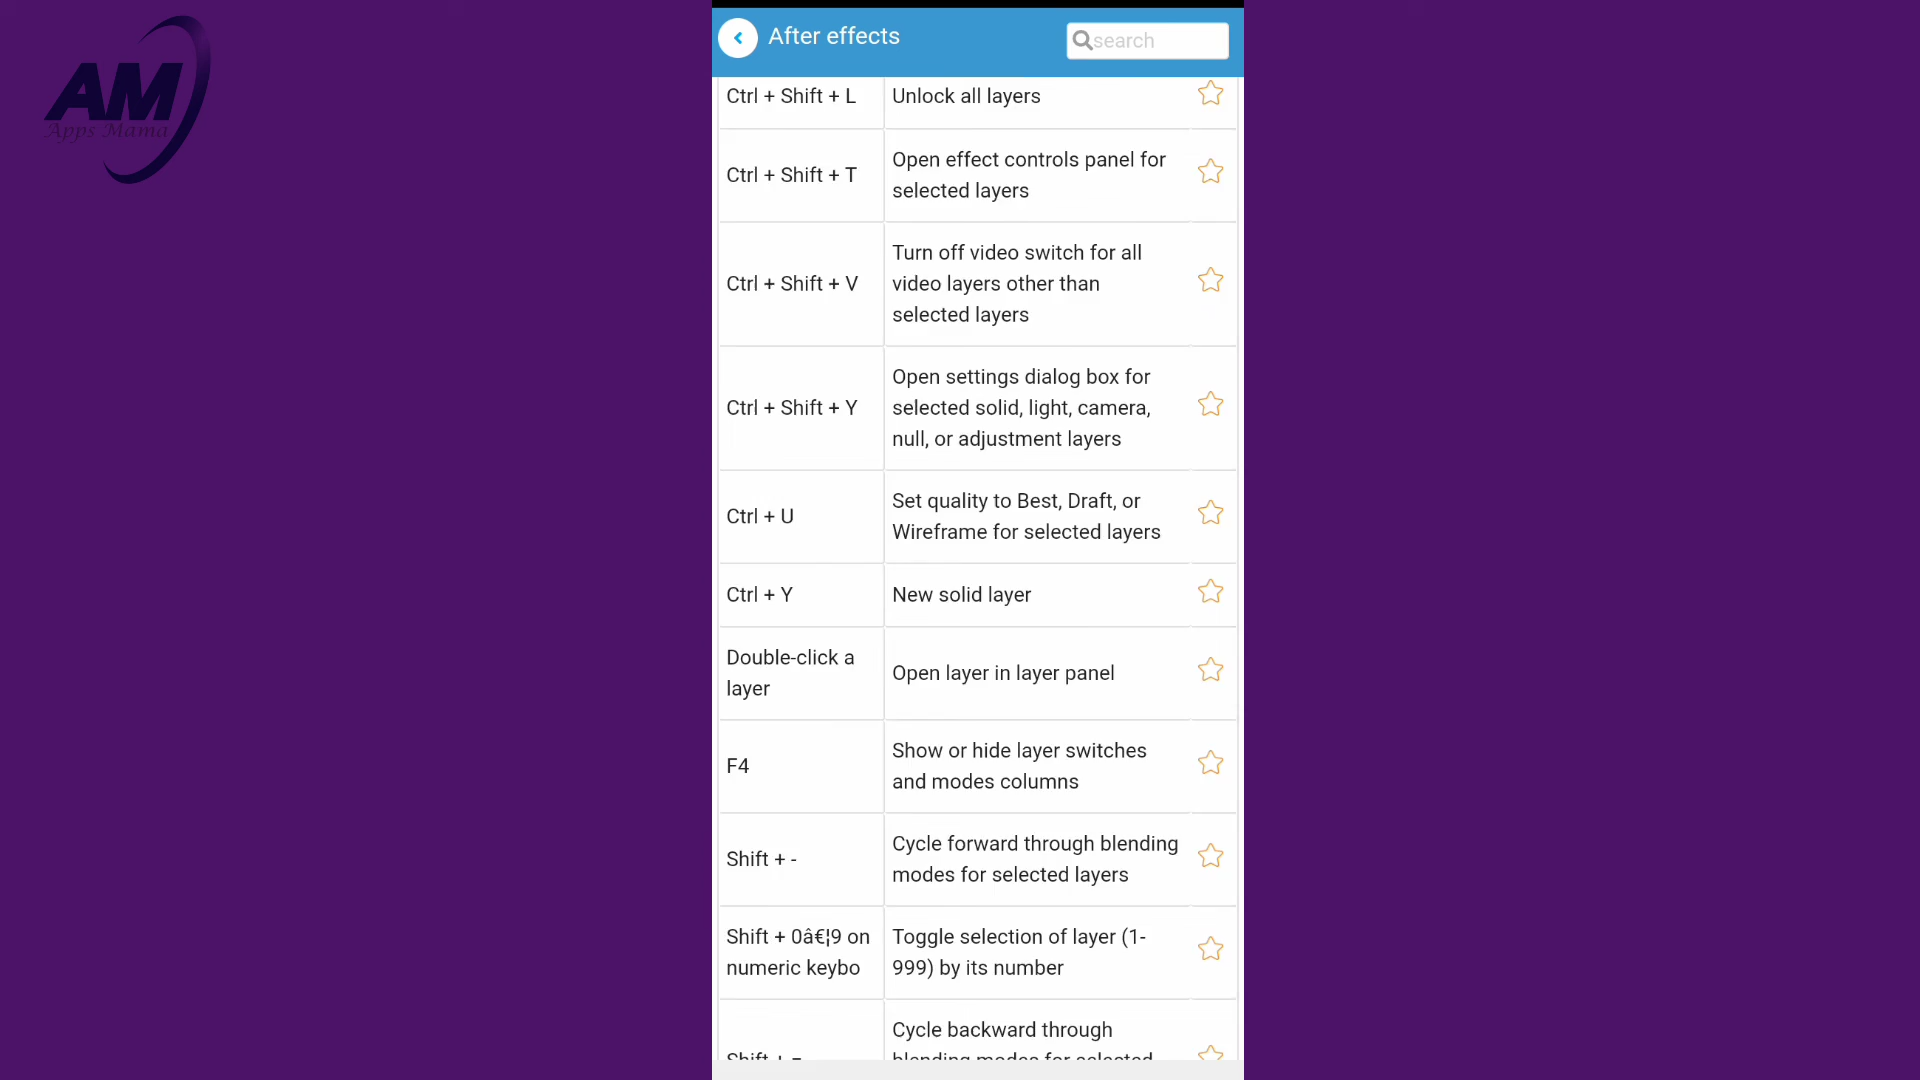 AM
Apps Mama
After effects
search
Ctrl + Shift + L
Unlock all layers
Ctrl + Shift + T
Open effect controls panel for
selected layers
Ctrl + Shift + V
Turn off video switch for all
video layers other than
selected layers
Ctrl + Shift + Y
Open settings dialog box for
selected solid, light, camera,
null, or adjustment layers
Ctrl + U
Set quality to Best, Draft, or
Wireframe for selected layers
Ctrl + Y
New solid layer
Double-click a
layer
Open layer in layer panel
F4
Show or hide layer switches
and modes columns
Shift + -
Cycle forward through blending
modes for selected layers
Shift + 0â€¦9 on
numeric keybo
Toggle selection of layer (1-
999) by its number
Shift + =
Cycle backward through
blending modes for selected